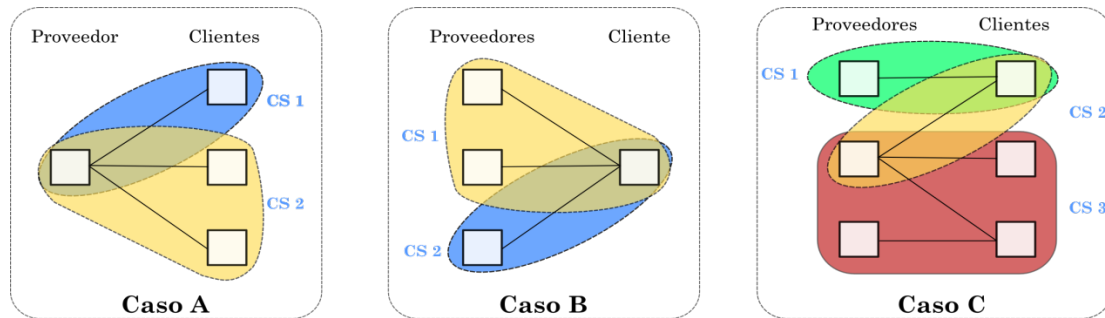 Proveedor Clientes
CS 1
CS 2
Caso A
Proveedores Cliente
CS 1
CS 2
Caso B
Proveedores Clientes
CS 1
CS 2
CS 3
Caso C